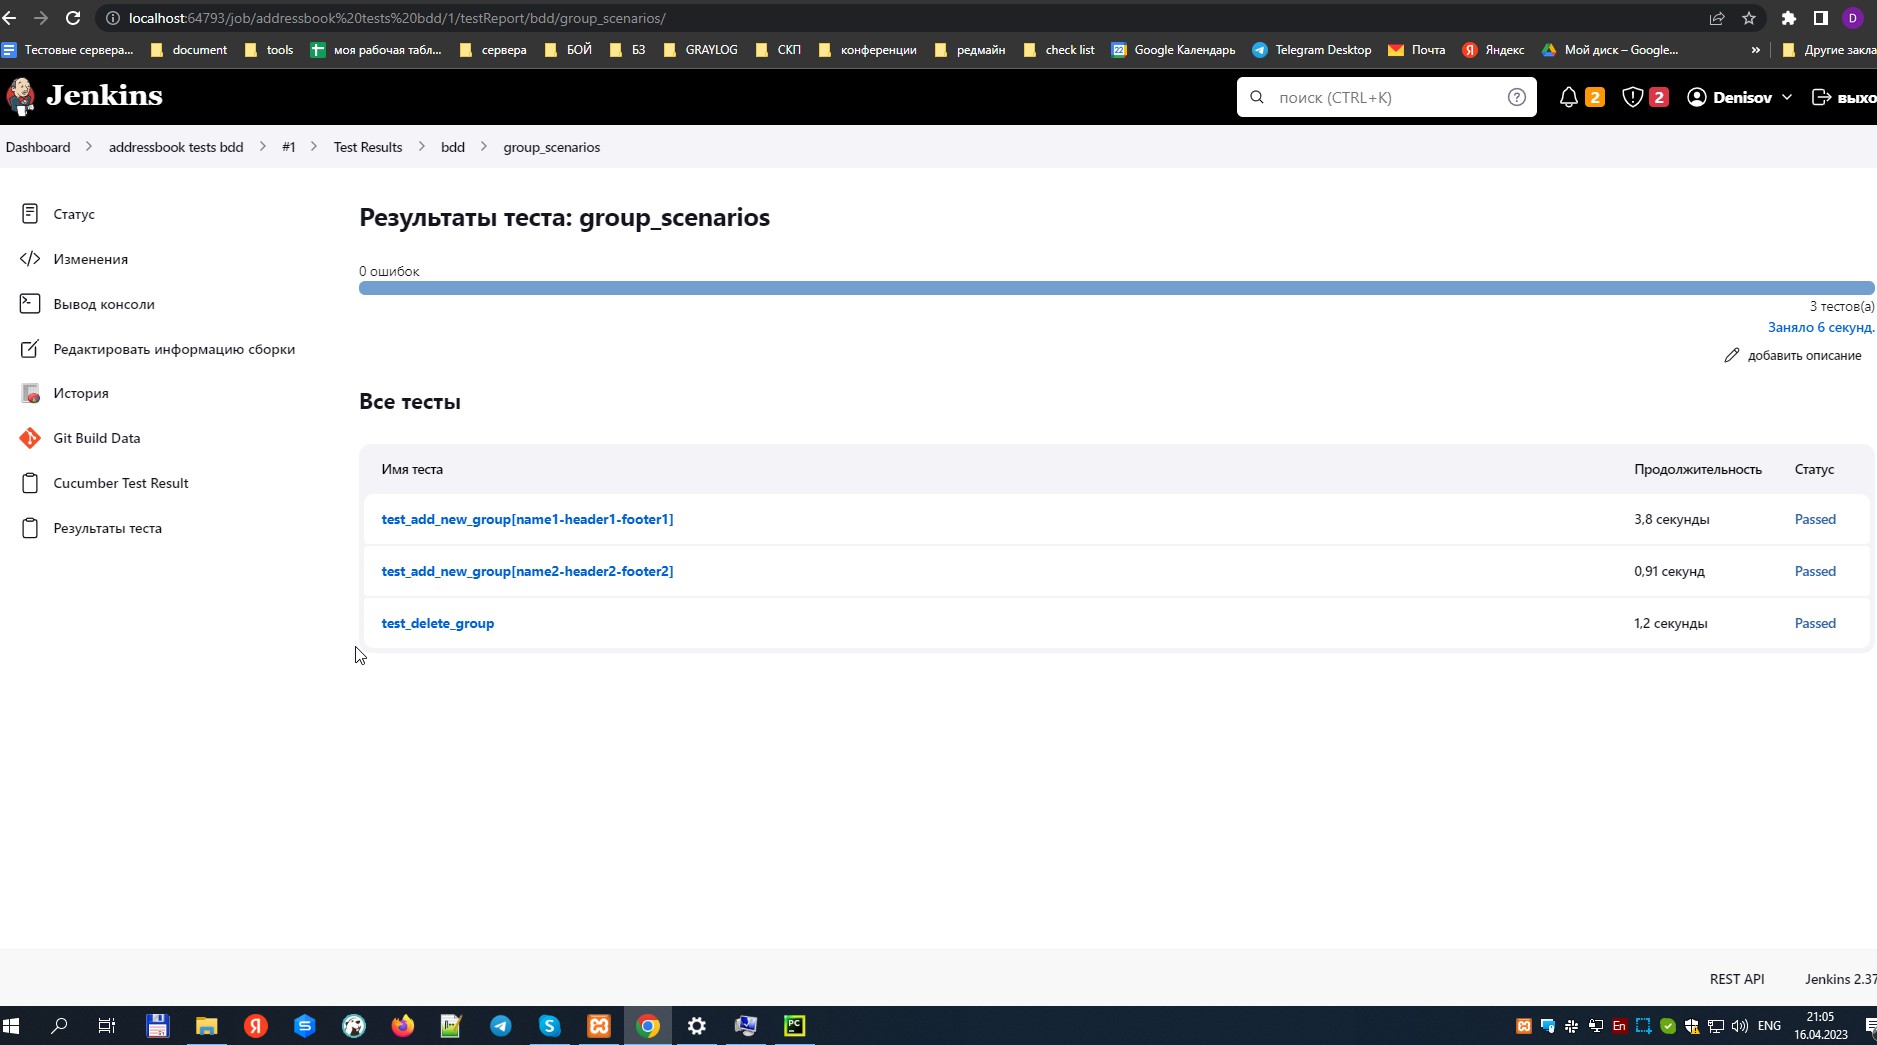 localhost:64793/job/addressbook%20tests%20bdd/1/testReport/bdd/group_scenarios/
D
Тестовые сервера... document tools моя рабочая табл... сервера БОЙ БЗ GRAYLOG СКП конференции редмайн check list 22 Google Календарь Telegram Desktop Почта Я Яндекс Мой диск – Google... » Другие закла
Jenkins поиск (CTRL+K) ? 2 2 Denisov выхо
Dashboard addressbook tests bdd #1 Test Results bdd group_scenarios
Статус
Изменения
Вывод консоли
Редактировать информацию сборки
История
Git Build Data
Cucumber Test Result
Результаты теста
Результаты теста: group_scenarios
0 ошибок
3 тестов(а)
Заняло 6 секунд.
добавить описание
Все тесты
Имя теста Продолжительность Статус
test_add_new_group[name1-header1-footer1] 3,8 секунды Passed
test_add_new_group[name2-header2-footer2] 0,91 секунд Passed
test_delete_group 1,2 секунды Passed
REST API Jenkins 2.37
Я S S PC En ENG 21:05
16.04.2023